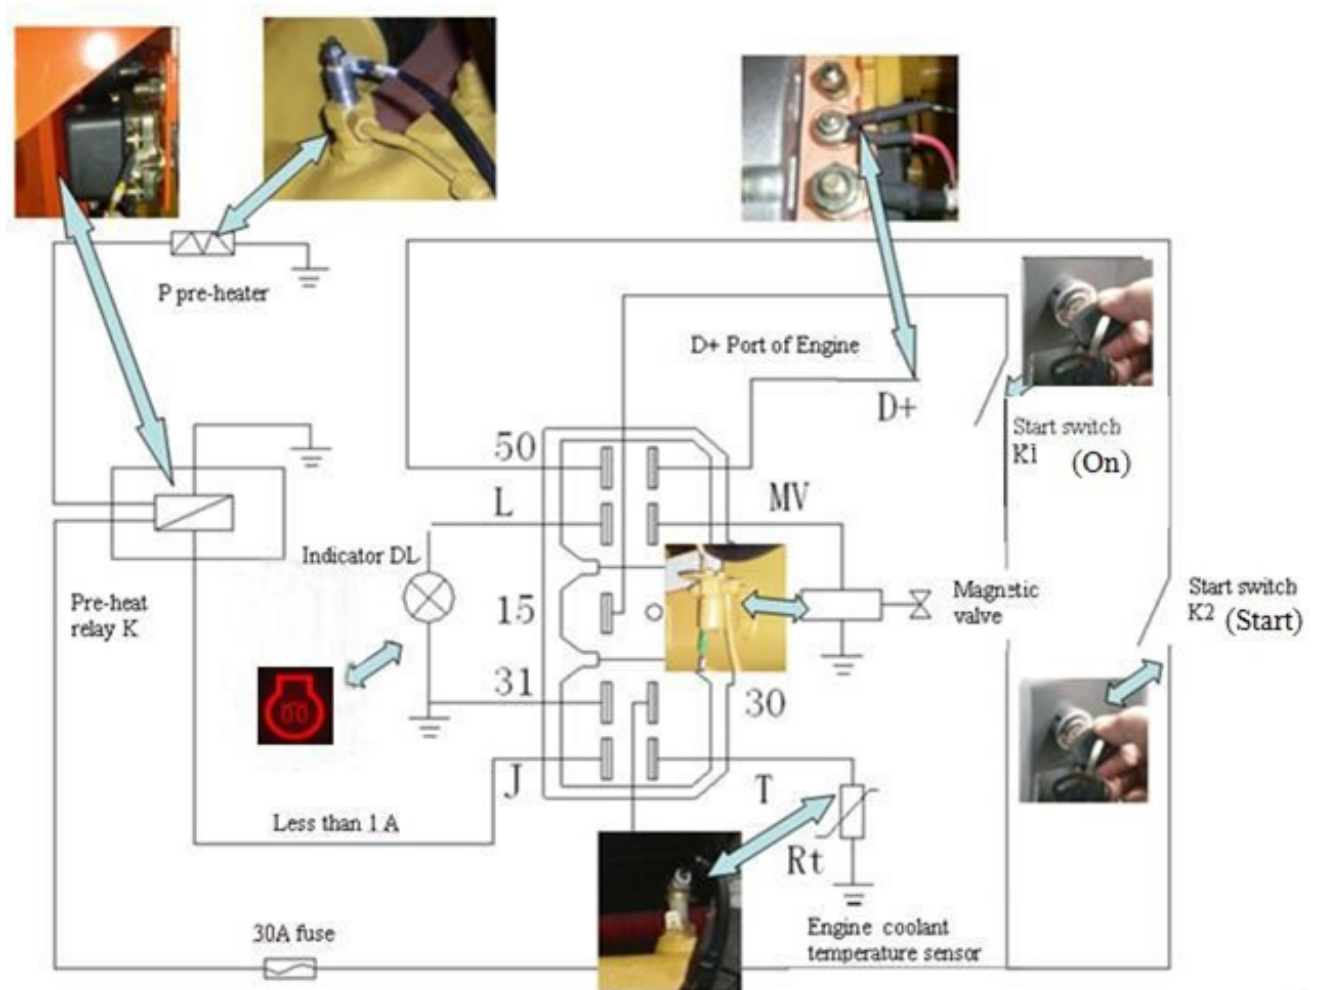 P pre-heater
D+ Port of Engine
D+
Start switch
K1
(On)
50
L
MV
Indicator DL
Pre-heat
relay K
15
Magnetic
valve
Start switch
K2 (Start)
31
30
J
T
Less than 1 A
Rt
30A fuse
Engine coolant
temperature sensor